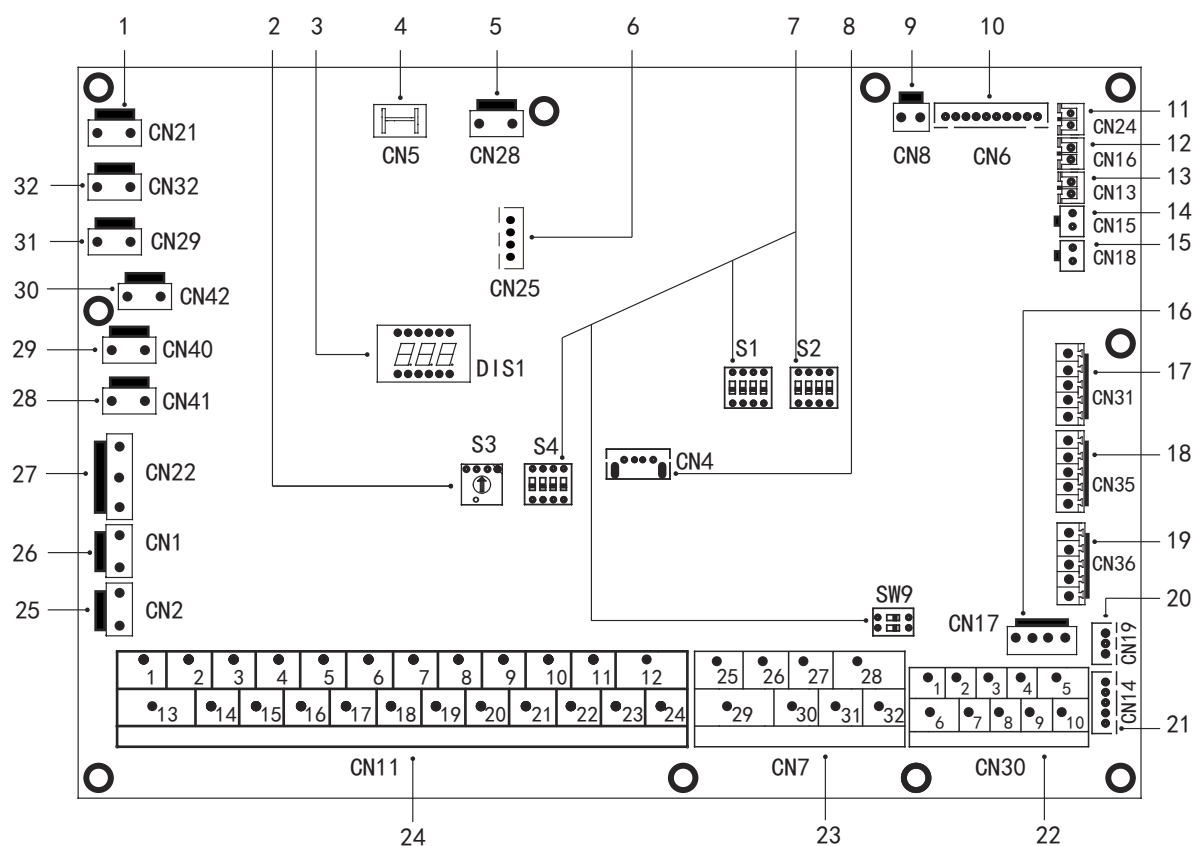 1 2 3 4 5 6 7 8 9 10
CN21 CN5 CN28 CN8 CN6 CN24 11
CN16 12
32 CN32 CN13 13
31 CN29 CN15 14
CN25 CN18 15
30 CN42
16
29 CN40 DIS1 S1 S2
CN31 17
28 CN41
S3 S4 CN4 18
27 CN22 CN35
26 CN1 CN36 19
25 CN2 SW9 20
CN17 CN19
1 2 3 4 5 6 7 8 9 10 11 12 25 26 27 28 1 2 3 4 5 CN14
13 14 15 16 17 18 19 20 21 22 23 24 29 30 31 32 6 7 8 9 10 21
CN11 CN7 CN30
24 23 22